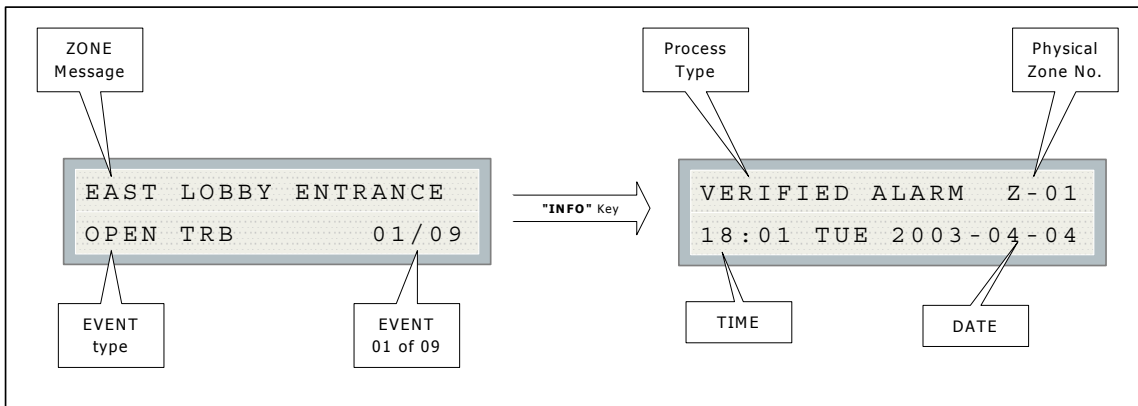 ZONE
Message
Process
Type
Physical
Zone No.
EAST LOBBY ENTRANCE
OPEN TRB 01/09
"INFO" Key
VERIFIED ALARM Z-01
18:01 TUE 2003-04-04
EVENT
type
EVENT
01 of 09
TIME
DATE